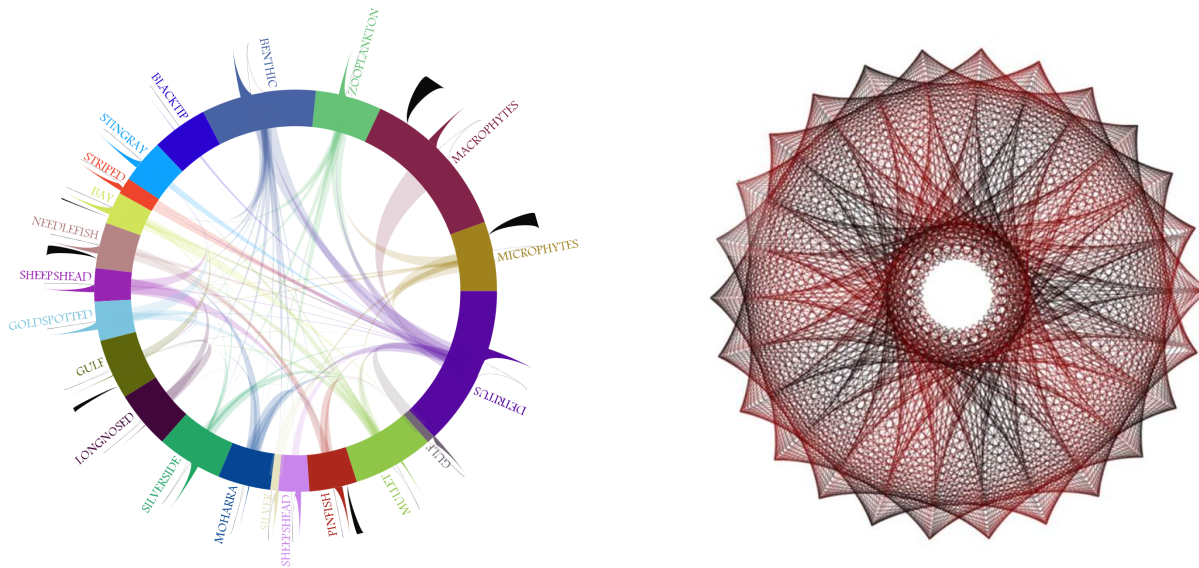 BENTHIC
ZOOPLANKTON
MACROPHYTES
MICROPHYTES
DETRITUS
GULF
MULLET
PINFISH
SHEEPSHEAD
SILVER
MOHARRA
SILVERSIDE
LONGNOSED
GULF
GOLDSPOTTED
SHEEPSHEAD
NEEDLEFISH
BAY
STRIPED
STINGRAY
BLACKTIP